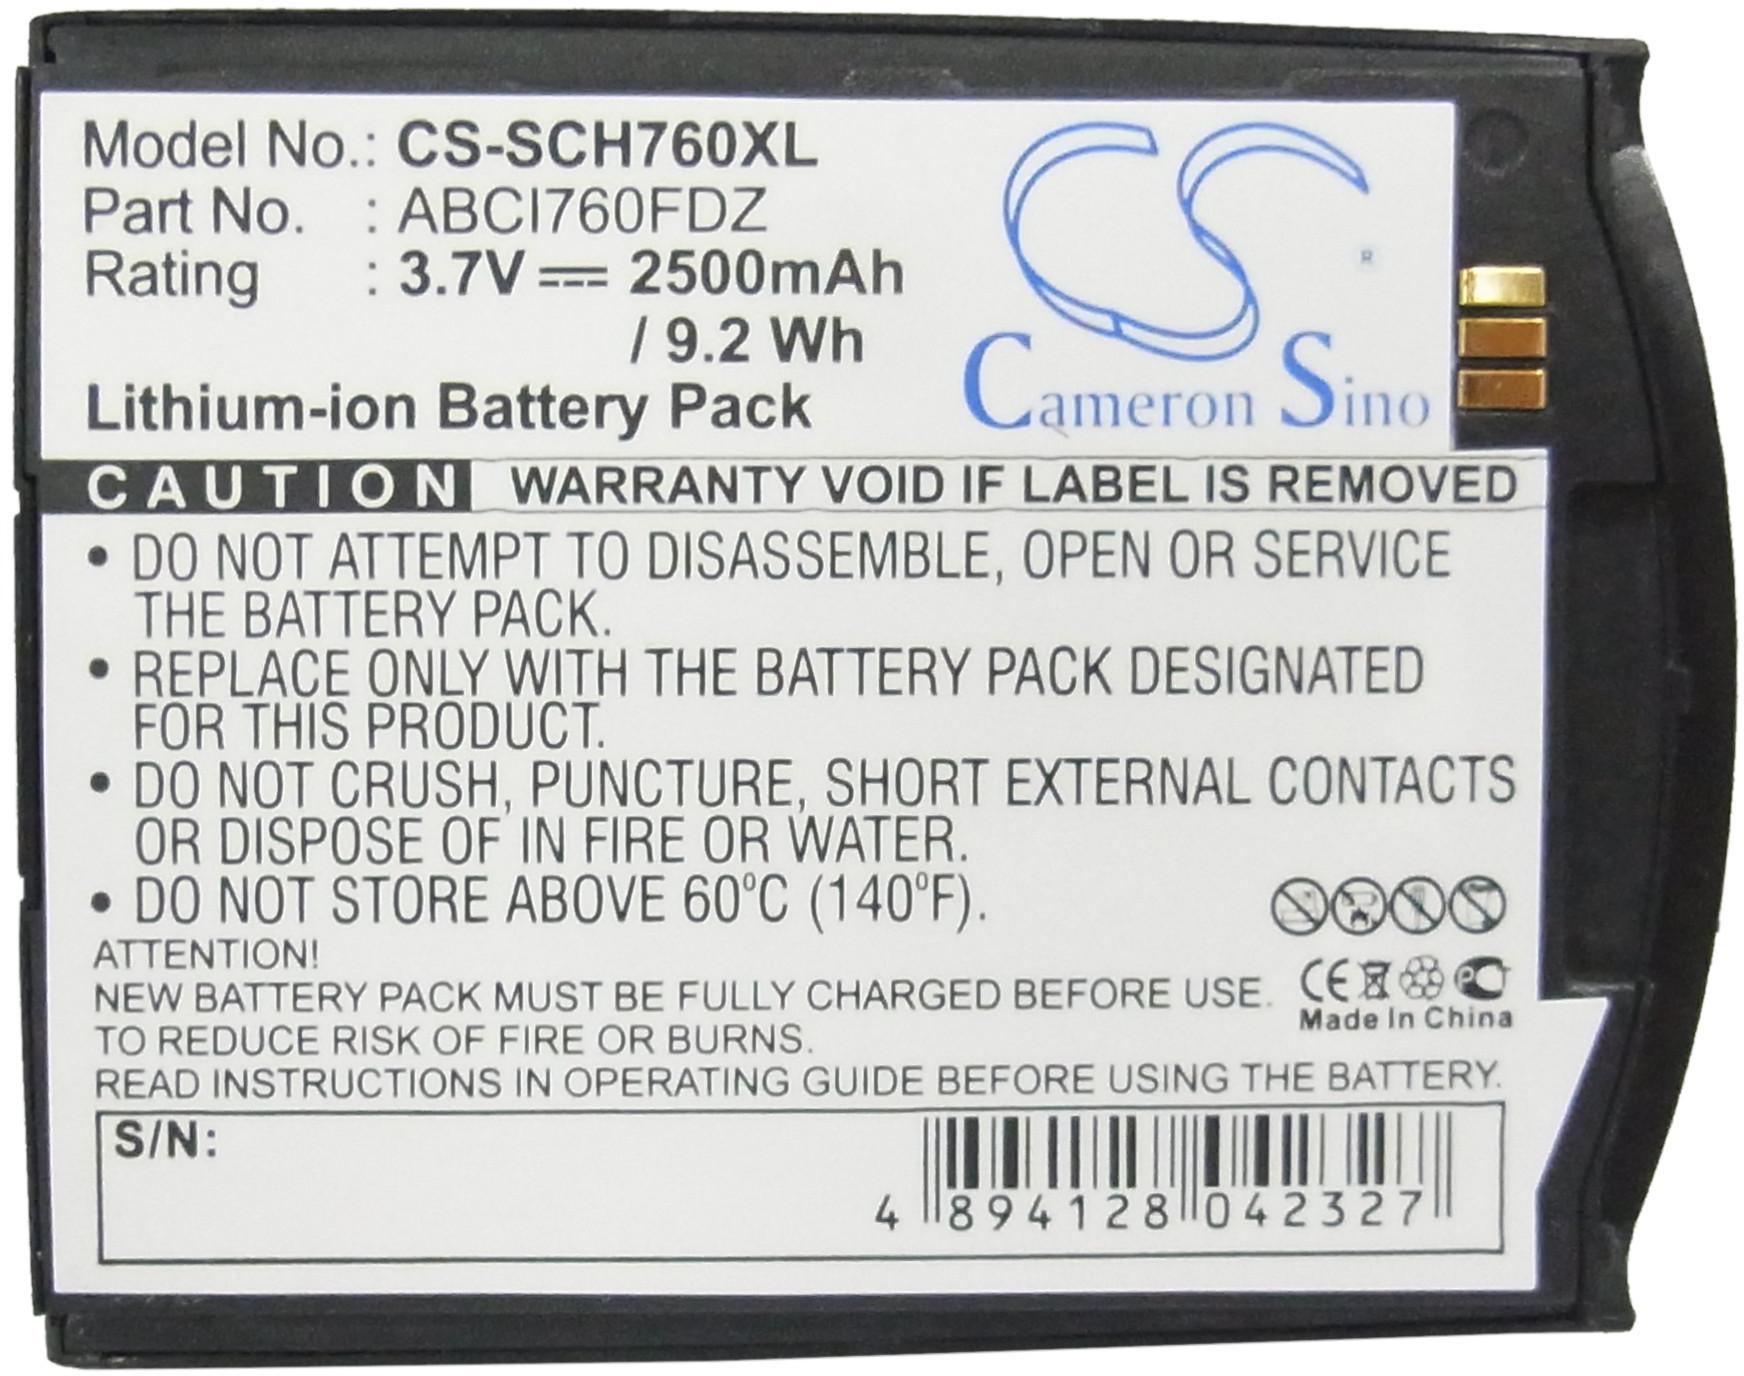 Model No.: CS-SCH760XL
Part No. : ABCI760FDZ
Rating : 3.7V ⎓ 2500mAh
/ 9.2 Wh
Lithium-ion Battery Pack
CS
®
Cameron Sino
CAUTION WARRANTY VOID IF LABEL IS REMOVED
• DO NOT ATTEMPT TO DISASSEMBLE, OPEN OR SERVICE
THE BATTERY PACK.
• REPLACE ONLY WITH THE BATTERY PACK DESIGNATED
FOR THIS PRODUCT.
• DO NOT CRUSH, PUNCTURE, SHORT EXTERNAL CONTACTS
OR DISPOSE OF IN FIRE OR WATER.
• DO NOT STORE ABOVE 60°C (140°F).
ATTENTION!
NEW BATTERY PACK MUST BE FULLY CHARGED BEFORE USE.
TO REDUCE RISK OF FIRE OR BURNS.
READ INSTRUCTIONS IN OPERATING GUIDE BEFORE USING THE BATTERY.
CE
Made In China
S/N:
4 894128 042327